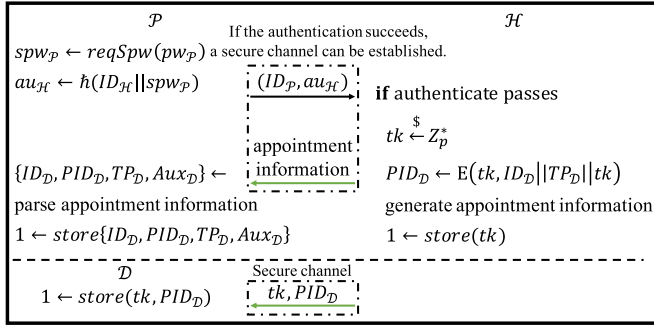 𝒫 ℋ
If the authentication succeeds,
spw_𝒫 ← reqSpw(pw_𝒫) a secure channel can be established.
au_ℋ ← ℏ(ID_ℋ||spw_𝒫) (ID_𝒫, au_ℋ) if authenticate passes
tk ←$ Z_p^*
appointment
{ID_𝒟, PID_𝒟, TP_𝒟, Aux_𝒟} ← information PID_𝒟 ← E(tk, ID_𝒟||TP_𝒟||tk)
parse appointment information generate appointment information
1 ← store{ID_𝒟, PID_𝒟, TP_𝒟, Aux_𝒟} 1 ← store(tk)
𝒟 Secure channel
1 ← store(tk, PID_𝒟) tk, PID_𝒟